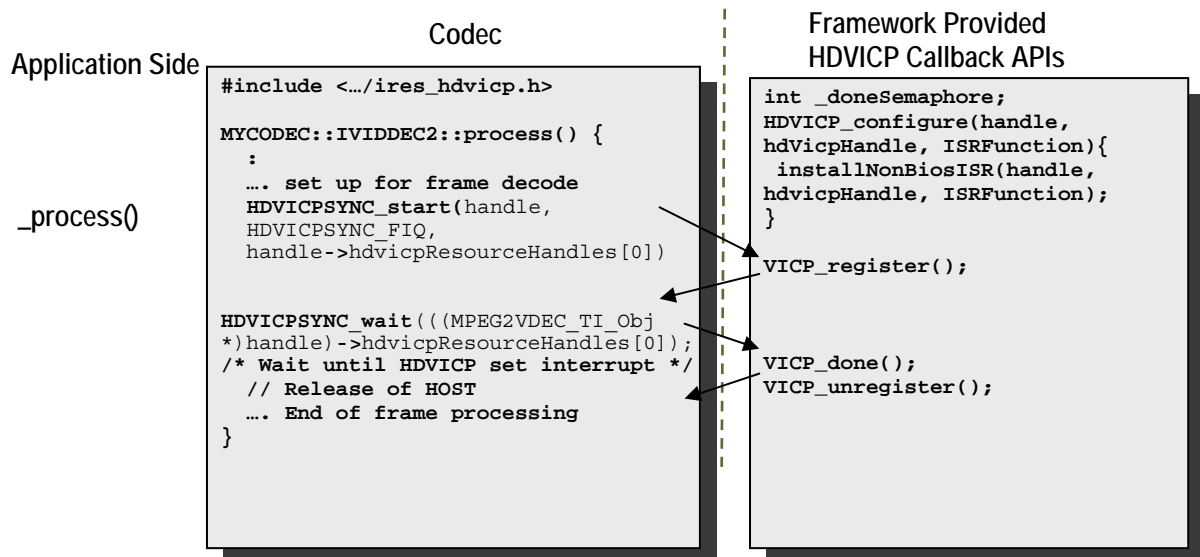 Application Side
_process()
Codec
#include <…/ires_hdvicp.h>
MYCODEC::IVIDDEC2::process() {
:
…. set up for frame decode
HDVICPSYNC_start(handle,
HDVICPSYNC_FIQ,
handle->hdvicpResourceHandles[0])
HDVICPSYNC_wait(((MPEG2VDEC_TI_Obj
*)handle)->hdvicpResourceHandles[0]);
/* Wait until HDVICP set interrupt */
// Release of HOST
…. End of frame processing
}
Framework Provided
HDVICP Callback APIs
int _doneSemaphore;
HDVICP_configure(handle,
hdVicpHandle, ISRFunction){
installNonBiosISR(handle,
hdvicpHandle, ISRFunction);
}
VICP_register();
VICP_done();
VICP_unregister();